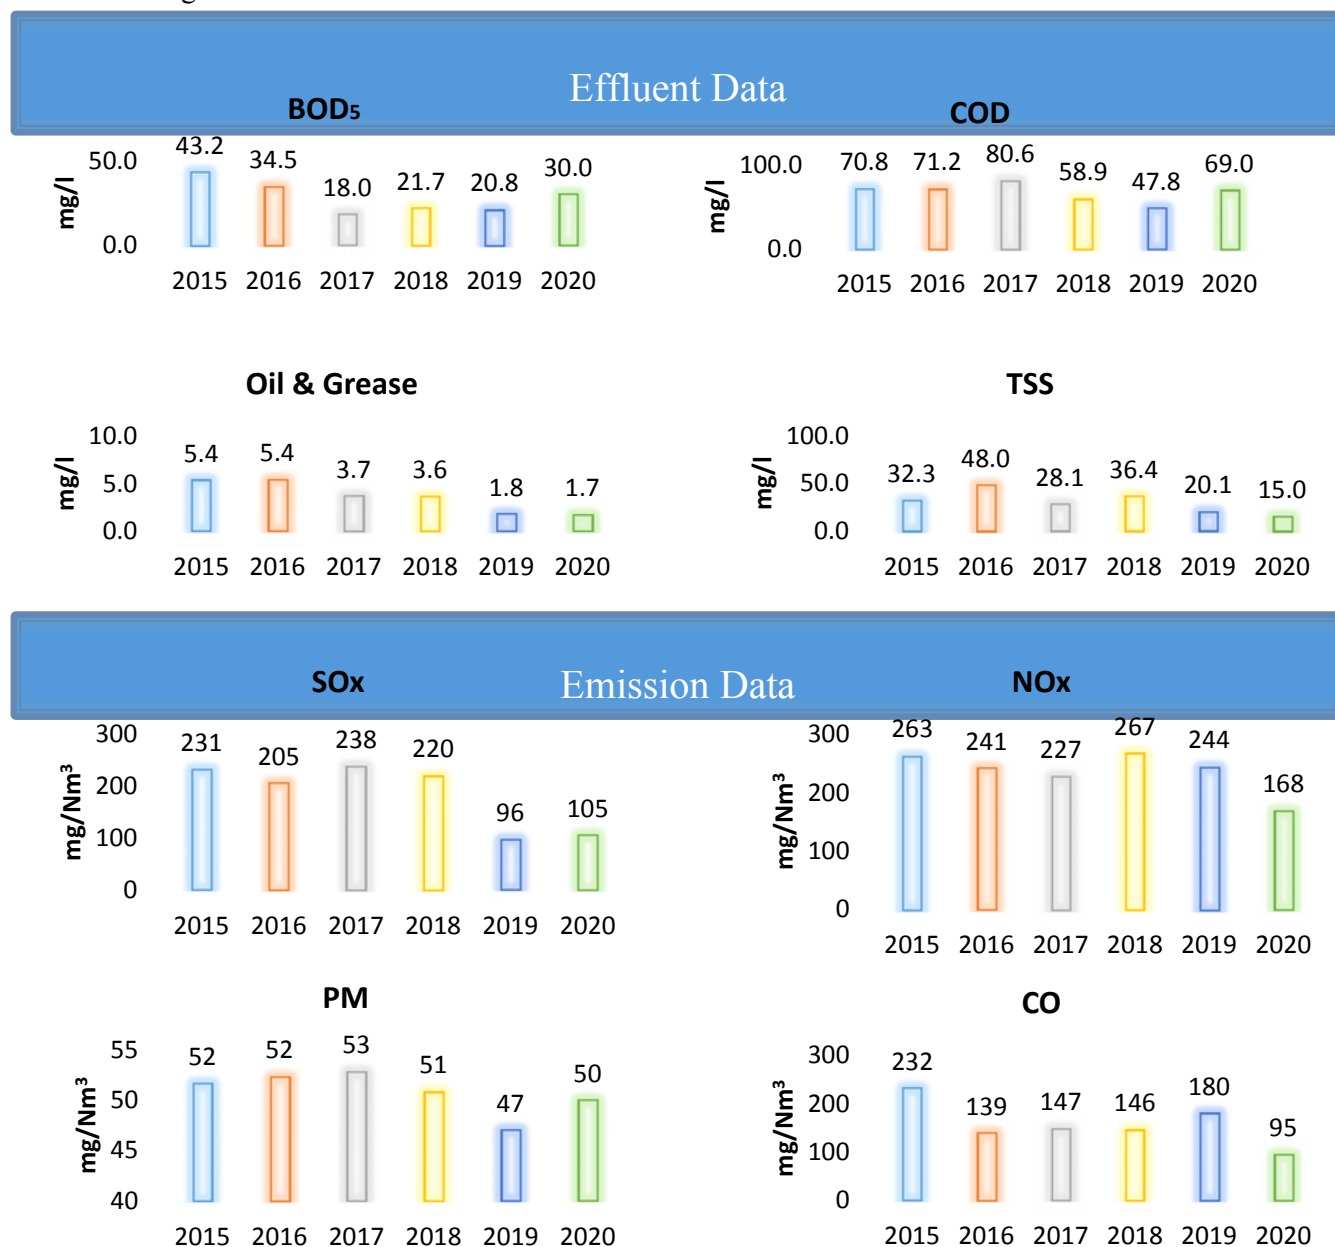 Effluent Data
BOD5
COD
mg/l
50.0
0.0
43.2 34.5 18.0 21.7 20.8 30.0
2015 2016 2017 2018 2019 2020
mg/l
100.0
0.0
70.8 71.2 80.6 58.9 47.8 69.0
2015 2016 2017 2018 2019 2020
Oil & Grease
mg/l
10.0
5.0
0.0
5.4 5.4 3.7 3.6 1.8 1.7
2015 2016 2017 2018 2019 2020
TSS
mg/l
100.0
50.0
0.0
32.3 48.0 28.1 36.4 20.1 15.0
2015 2016 2017 2018 2019 2020
Emission Data
SOx
NOx
mg/Nm³
300
200
100
0
231 205 238 220 96 105
2015 2016 2017 2018 2019 2020
mg/Nm³
300
200
100
0
263 241 227 267 244 168
2015 2016 2017 2018 2019 2020
PM
mg/Nm³
55
50
45
40
52 52 53 51 47 50
2015 2016 2017 2018 2019 2020
CO
mg/Nm³
300
200
100
0
232 139 147 146 180 95
2015 2016 2017 2018 2019 2020